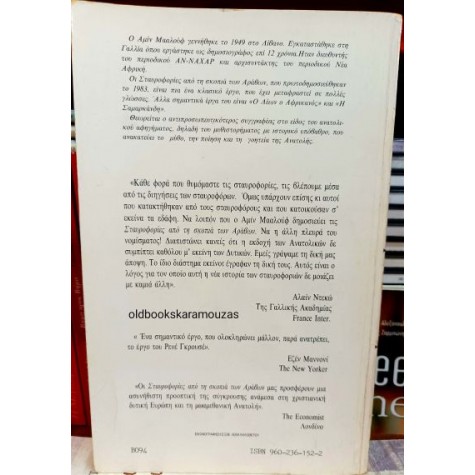 Ο Αμίν Μααλούφ γεννήθηκε το 1949 στο Λίβανο. Εγκαταστάθηκε στη
Γαλλία όπου εργάστηκε ως δημοσιογράφος επί 12 χρόνια. Ήταν διευθυντής
του περιοδικού ΑΝ-ΝΑΧΑΡ και αρχισυντάκτης του περιοδικού Νέα
Αφρική.
Οι Σταυροφορίες από τη σκοπιά των Αράβων, που πρωτοδημοσιεύθηκαν
το 1983, είναι πια ένα κλασικό έργο, που έχει μεταφραστεί σε πολλές
γλώσσες. Άλλα σημαντικά έργα του είναι «Ο Λέων ο Αφρικανός» και «Η
Σαμαρκάνδη».
Θεωρείται ο αντιπροσωπευτικότερος συγγραφέας στο είδος του ανατολι-
κού αφηγήματος, δηλαδή του μυθιστορήματος με ιστορικό υπόβαθρο, που
ανακατεύει το μύθο, την ποίηση και τη γοητεία της Ανατολής.
«Κάθε φορά που θυμόμαστε τις σταυροφορίες, τις βλέπουμε μέσα
από τις διηγήσεις των σταυροφόρων. Όμως υπάρχουν επίσης κι αυτοί
που κατακτήθηκαν από τους σταυροφόρους και που κατοικούσαν σ'
εκείνα τα εδάφη. Να λοιπόν που ο Αμίν Μααλούφ δημοσιεύει τις
Σταυροφορίες από τη σκοπιά των Αράβων. Να η άλλη πλευρά του
νομίσματος! Διαπιστώνει κανείς ότι η εκδοχή των Ανατολικών δε
συμπίπτει καθόλου μ' εκείνη των Δυτικών. Εμείς γράψαμε τη δική μας
άποψη. Το ίδιο διάστημα εκείνοι έγραφαν τη δική τους. Αυτός είναι ο
λόγος για τον οποίο αυτή η νέα ιστορία των σταυροφοριών δε μοιάζει
με καμιά άλλη».
Αλαίν Ντεκώ
Της Γαλλικής Ακαδημίας
France Inter.
oldbookskaramouzas
« Ένα σημαντικό έργο, που ολοκληρώνει μάλλον, παρά ανατρέπει,
το έργο του Ρενέ Γκρουσέ».
Εζέν Μαννονί
The New Yorker
«Οι Σταυροφορίες από τη σκοπιά των Αράβων μας προσφέρουν μια
ασυνήθιστη προοπτική της σύγκρουσης ανάμεσα στη χριστιανική
Δυτική Ευρώπη και τη μωαμεθανική Ανατολή».
The Economist
Λονδίνο
8094
ISBN 960-236-152-2